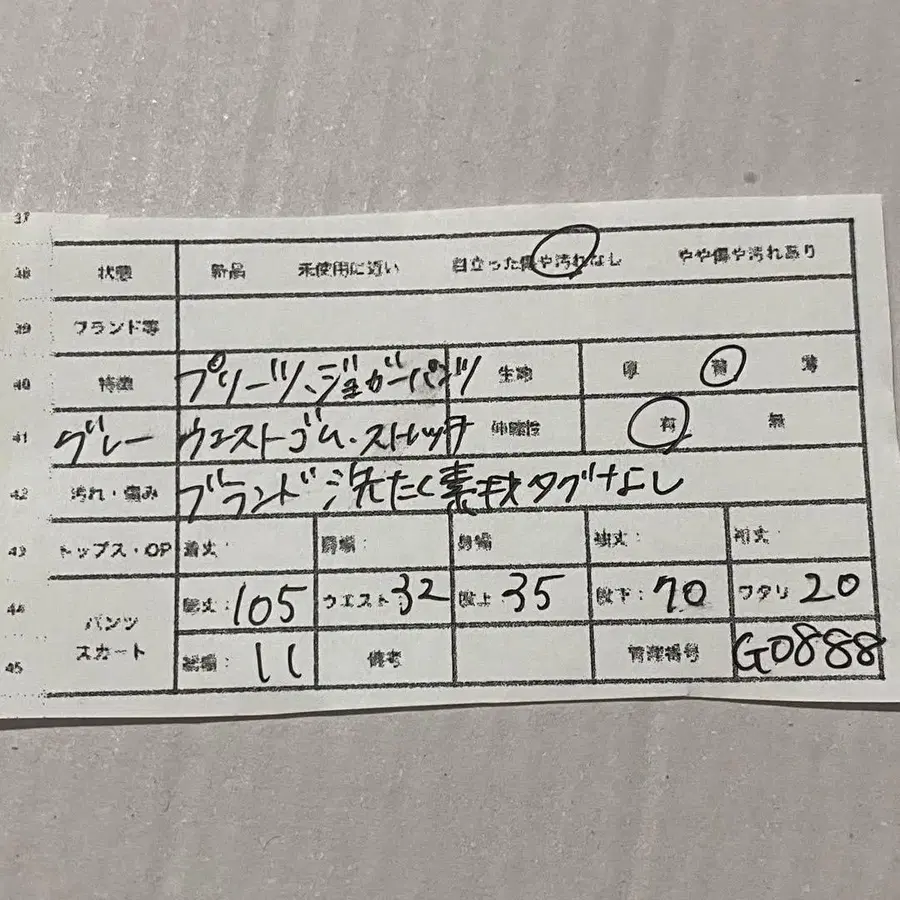 37
38 状態 新品 未使用に近い 目立った傷や汚れなし やや傷や汚れあり
39 ブランド等
40 特徴 プリーツ、ジョガーパンツ 生地 厚 普 薄
41 グレー ウエストゴム・ストレッチ 伸縮性 有 無
42 汚れ・傷み ブランド 洗たく素材タグなし
43 トップス・OP 着丈: 肩幅: 身幅 袖丈: 裄丈:
44 パンツ 総丈:105 ウエスト:32 股上:35 股下:70 ワタリ 20
45 スカート 裾幅: 11 備考 管理番号 G0888